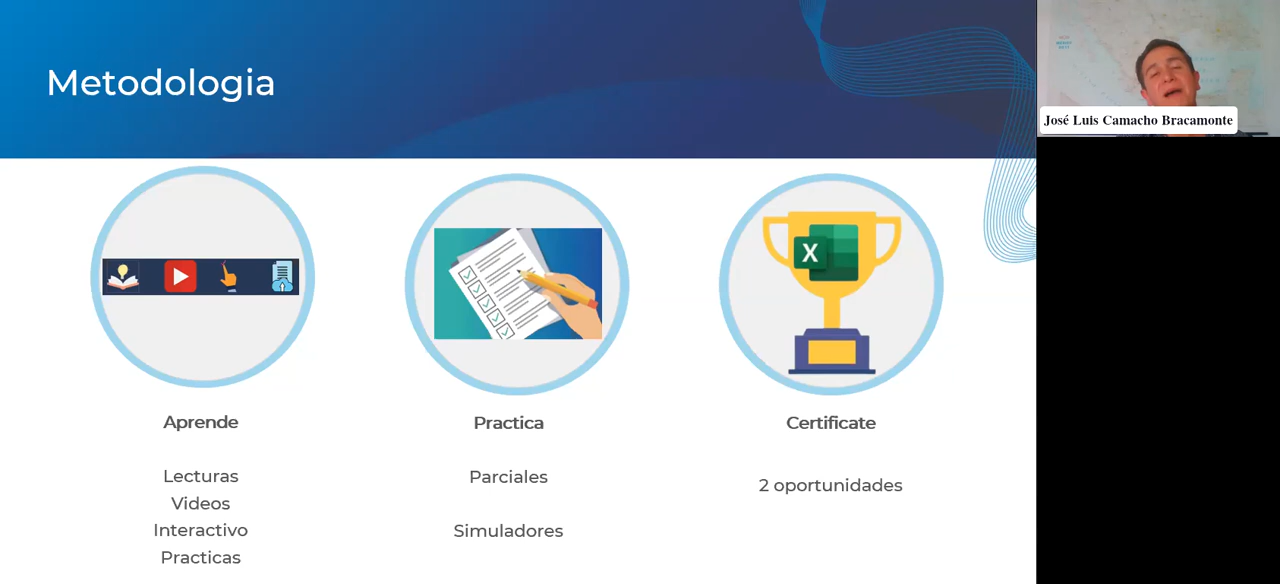 Metodologia
José Luis Camacho Bracamonte
X
Aprende
Lecturas
Videos
Interactivo
Practicas
Practica
Parciales
Simuladores
Certificate
2 oportunidades